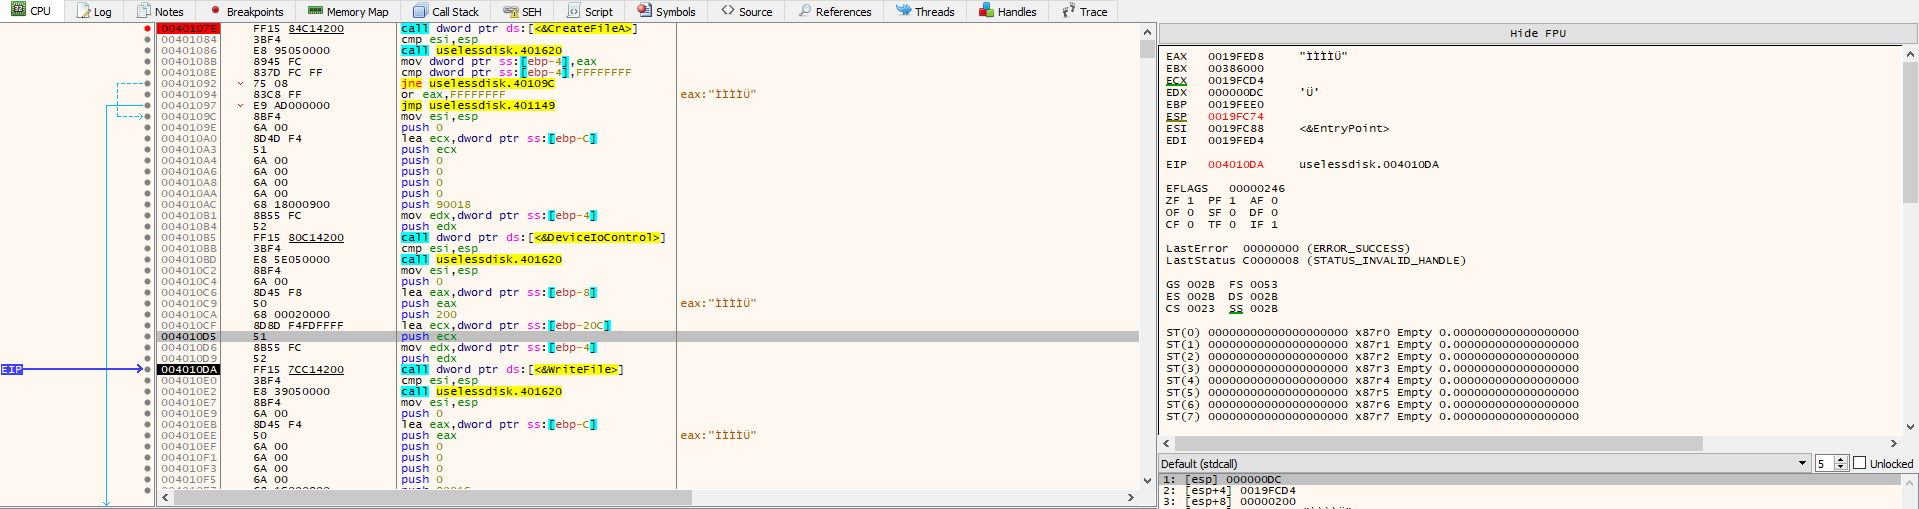 CPU Log Notes Breakpoints Memory Map Call Stack SEH Script Symbols Source References Threads Handles Trace
0040107E FF15 84C14200 call dword ptr ds:[<&CreateFileA>]
00401084 3BF4 cmp esi,esp
00401086 E8 95050000 call uselessdisk.401620
0040108B 8945 FC mov dword ptr ss:[ebp-4],eax
0040108E 837D FC FF cmp dword ptr ss:[ebp-4],FFFFFFFF
00401092 75 08 jne uselessdisk.40109C
00401094 83C8 FF or eax,FFFFFFFF eax:"ÌÌÌÌÜ"
00401097 E9 AD000000 jmp uselessdisk.401149
0040109C 8BF4 mov esi,esp
0040109E 6A 00 push 0
004010A0 8D4D F4 lea ecx,dword ptr ss:[ebp-C]
004010A3 51 push ecx
004010A4 6A 00 push 0
004010A6 6A 00 push 0
004010A8 6A 00 push 0
004010AA 6A 00 push 0
004010AC 68 18000900 push 90018
004010B1 8B55 FC mov edx,dword ptr ss:[ebp-4]
004010B4 52 push edx
004010B5 FF15 80C14200 call dword ptr ds:[<&DeviceIoControl>]
004010BB 3BF4 cmp esi,esp
004010BD E8 5E050000 call uselessdisk.401620
004010C2 8BF4 mov esi,esp
004010C4 6A 00 push 0
004010C6 8D45 F8 lea eax,dword ptr ss:[ebp-8]
004010C9 50 push eax eax:"ÌÌÌÌÜ"
004010CA 68 00020000 push 200
004010CF 8D8D F4FDFFFF lea ecx,dword ptr ss:[ebp-20C]
004010D5 51 push ecx
004010D6 8B55 FC mov edx,dword ptr ss:[ebp-4]
004010D9 52 push edx
EIP 004010DA FF15 7CC14200 call dword ptr ds:[<&WriteFile>]
004010E0 3BF4 cmp esi,esp
004010E2 E8 39050000 call uselessdisk.401620
004010E7 8BF4 mov esi,esp
004010E9 6A 00 push 0
004010EB 8D45 F4 lea eax,dword ptr ss:[ebp-C]
004010EE 50 push eax eax:"ÌÌÌÌÜ"
004010EF 6A 00 push 0
004010F1 6A 00 push 0
004010F3 6A 00 push 0
004010F5 6A 00 push 0
Hide FPU
EAX 0019FED8 "ÌÌÌÌÜ"
EBX 00386000
ECX 0019FCD4
EDX 000000DC 'Ü'
EBP 0019FEE0
ESP 0019FC74
ESI 0019FC88 <&EntryPoint>
EDI 0019FED4
EIP 004010DA uselessdisk.004010DA
EFLAGS 00000246
ZF 1 PF 1 AF 0
OF 0 SF 0 DF 0
CF 0 TF 0 IF 1
LastError 00000000 (ERROR_SUCCESS)
LastStatus C0000008 (STATUS_INVALID_HANDLE)
GS 002B FS 0053
ES 002B DS 002B
CS 0023 SS 002B
ST(0) 00000000000000000000 x87r0 Empty 0.000000000000000000
ST(1) 00000000000000000000 x87r1 Empty 0.000000000000000000
ST(2) 00000000000000000000 x87r2 Empty 0.000000000000000000
ST(3) 00000000000000000000 x87r3 Empty 0.000000000000000000
ST(4) 00000000000000000000 x87r4 Empty 0.000000000000000000
ST(5) 00000000000000000000 x87r5 Empty 0.000000000000000000
ST(6) 00000000000000000000 x87r6 Empty 0.000000000000000000
ST(7) 00000000000000000000 x87r7 Empty 0.000000000000000000
Default (stdcall) 5 Unlocked
1: [esp] 000000DC
2: [esp+4] 0019FCD4
3: [esp+8] 00000200